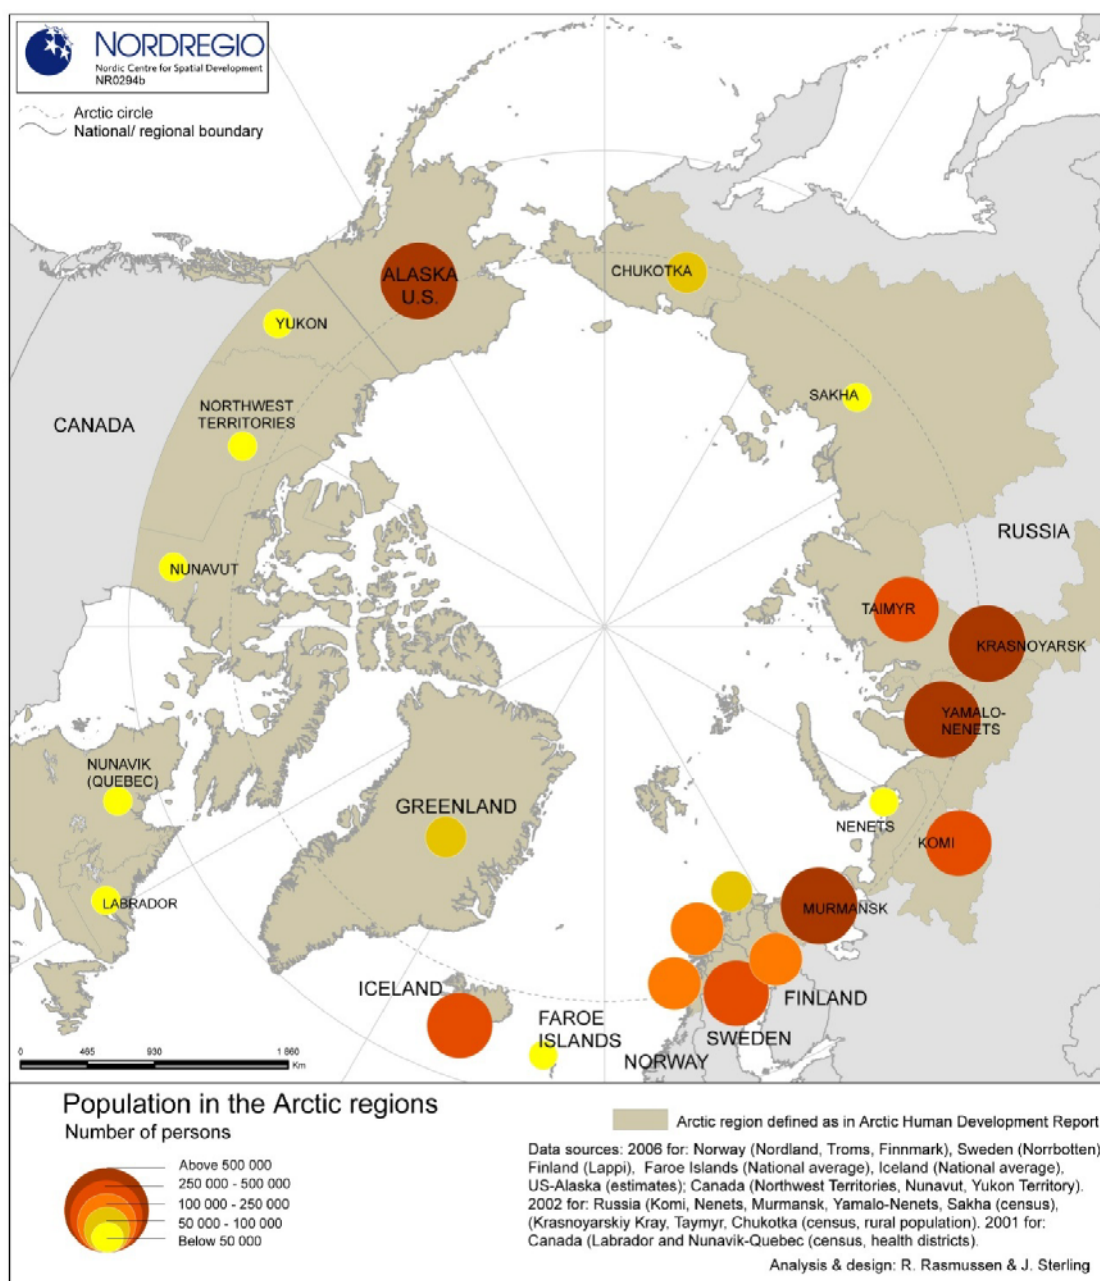 NORDREGIO
Nordic Centre for Spatial Development
NR0294b
Arctic circle
National/ regional boundary
ALASKA
U.S.
CHUKOTKA
YUKON
SAKHA
NORTHWEST
TERRITORIES
CANADA
RUSSIA
NUNAVUT
TAIMYR
KRASNOYARSK
YAMALO-
NENETS
NUNAVIK
(QUEBEC)
GREENLAND
NENETS
KOMI
LABRADOR
MURMANSK
ICELAND
FINLAND
FAROE
ISLANDS
SWEDEN
NORWAY
0 465 930 1 860
Km
Population in the Arctic regions
Number of persons
Above 500 000
250 000 - 500 000
100 000 - 250 000
50 000 - 100 000
Below 50 000
Arctic region defined as in Arctic Human Development Report
Data sources: 2006 for: Norway (Nordland, Troms, Finnmark), Sweden (Norrbotten)
Finland (Lappi), Faroe Islands (National average), Iceland (National average),
US-Alaska (estimates); Canada (Northwest Territories, Nunavut, Yukon Territory).
2002 for: Russia (Komi, Nenets, Murmansk, Yamalo-Nenets, Sakha (census),
(Krasnoyarskiy Kray, Taymyr, Chukotka (census, rural population). 2001 for:
Canada (Labrador and Nunavik-Quebec (census, health districts).
Analysis & design: R. Rasmussen & J. Sterling